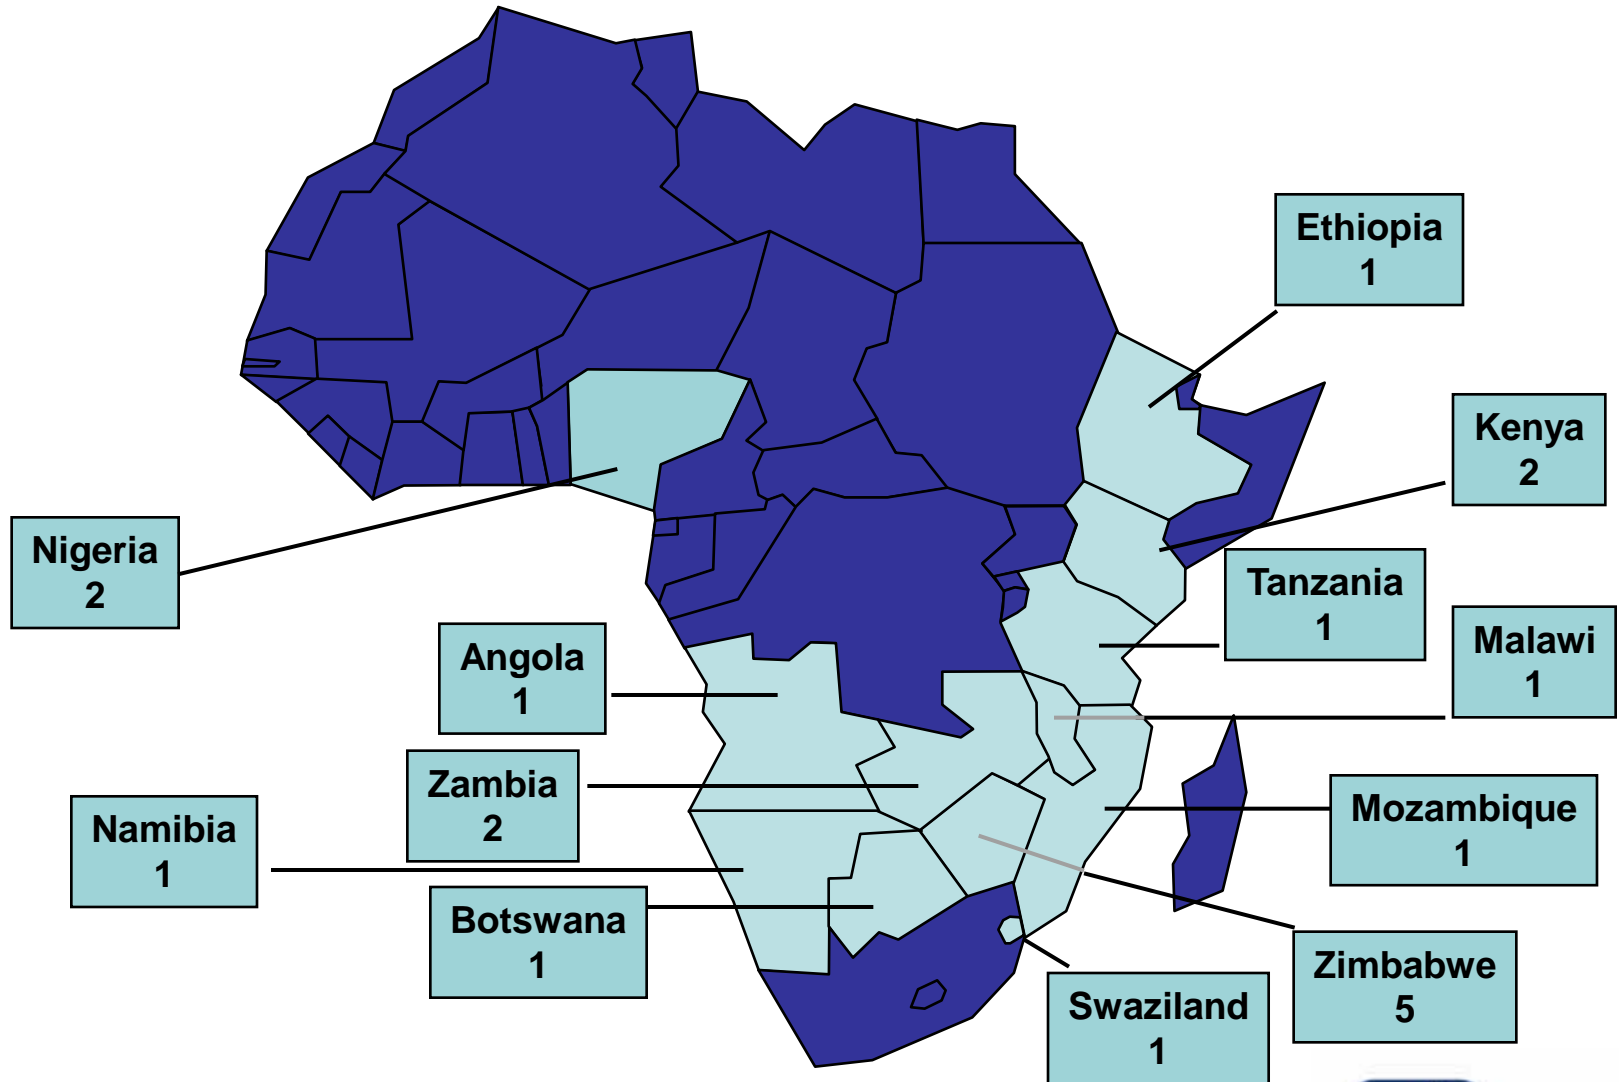 Ethiopia
1
Kenya
2
Nigeria
2
Tanzania
1
Malawi
1
Angola
1
Zambia
2
Mozambique
1
Namibia
1
Botswana
1
Zimbabwe
5
Swaziland
1